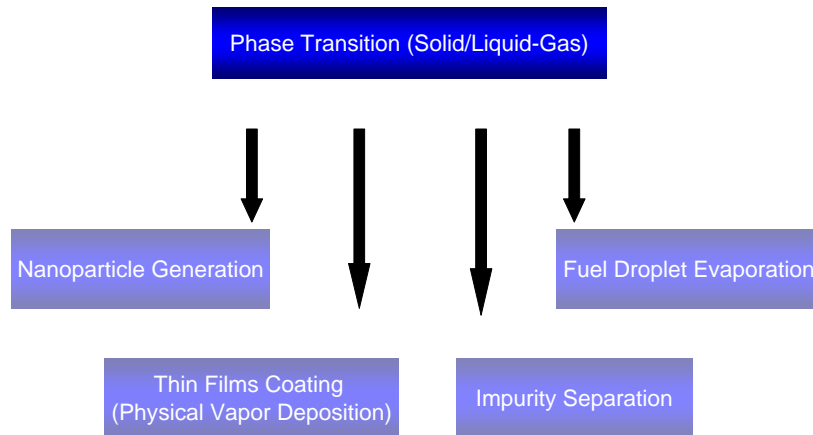 Phase Transition (Solid/Liquid-Gas)
Nanoparticle Generation
Fuel Droplet Evaporation
Thin Films Coating
(Physical Vapor Deposition)
Impurity Separation